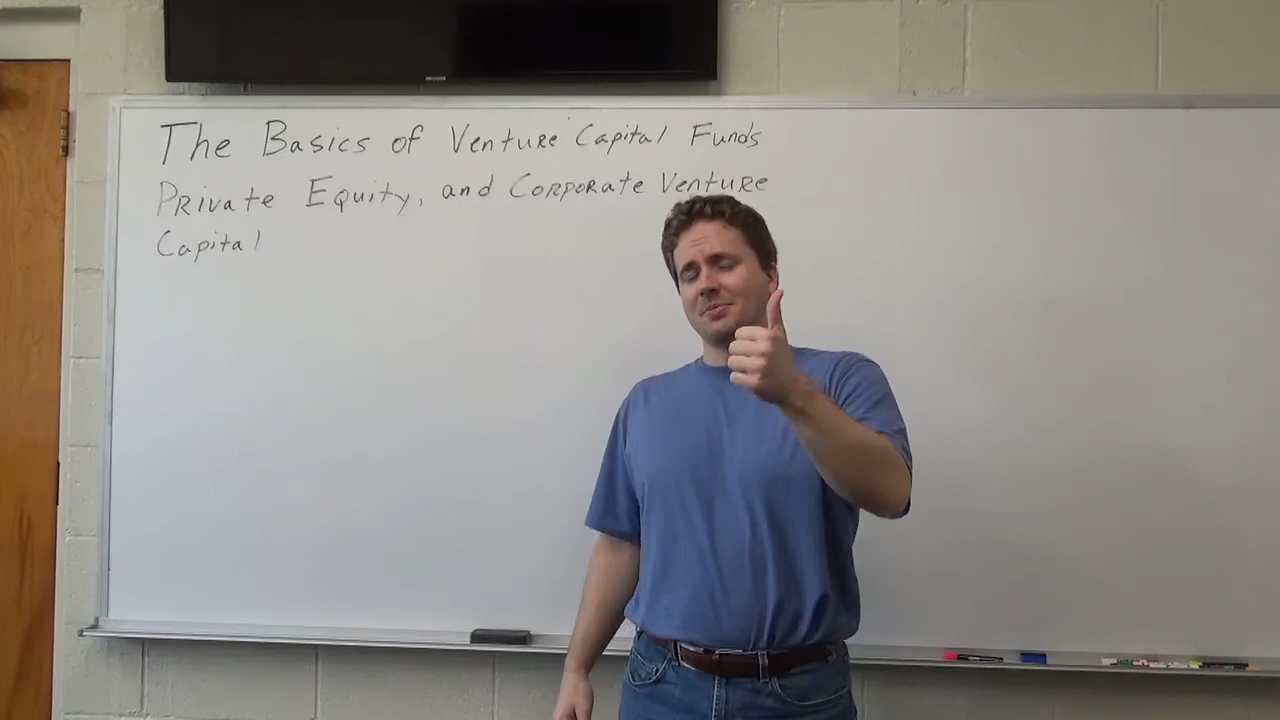 The Basics of Venture Capital Funds
Private Equity, and Corporate Venture
Capital